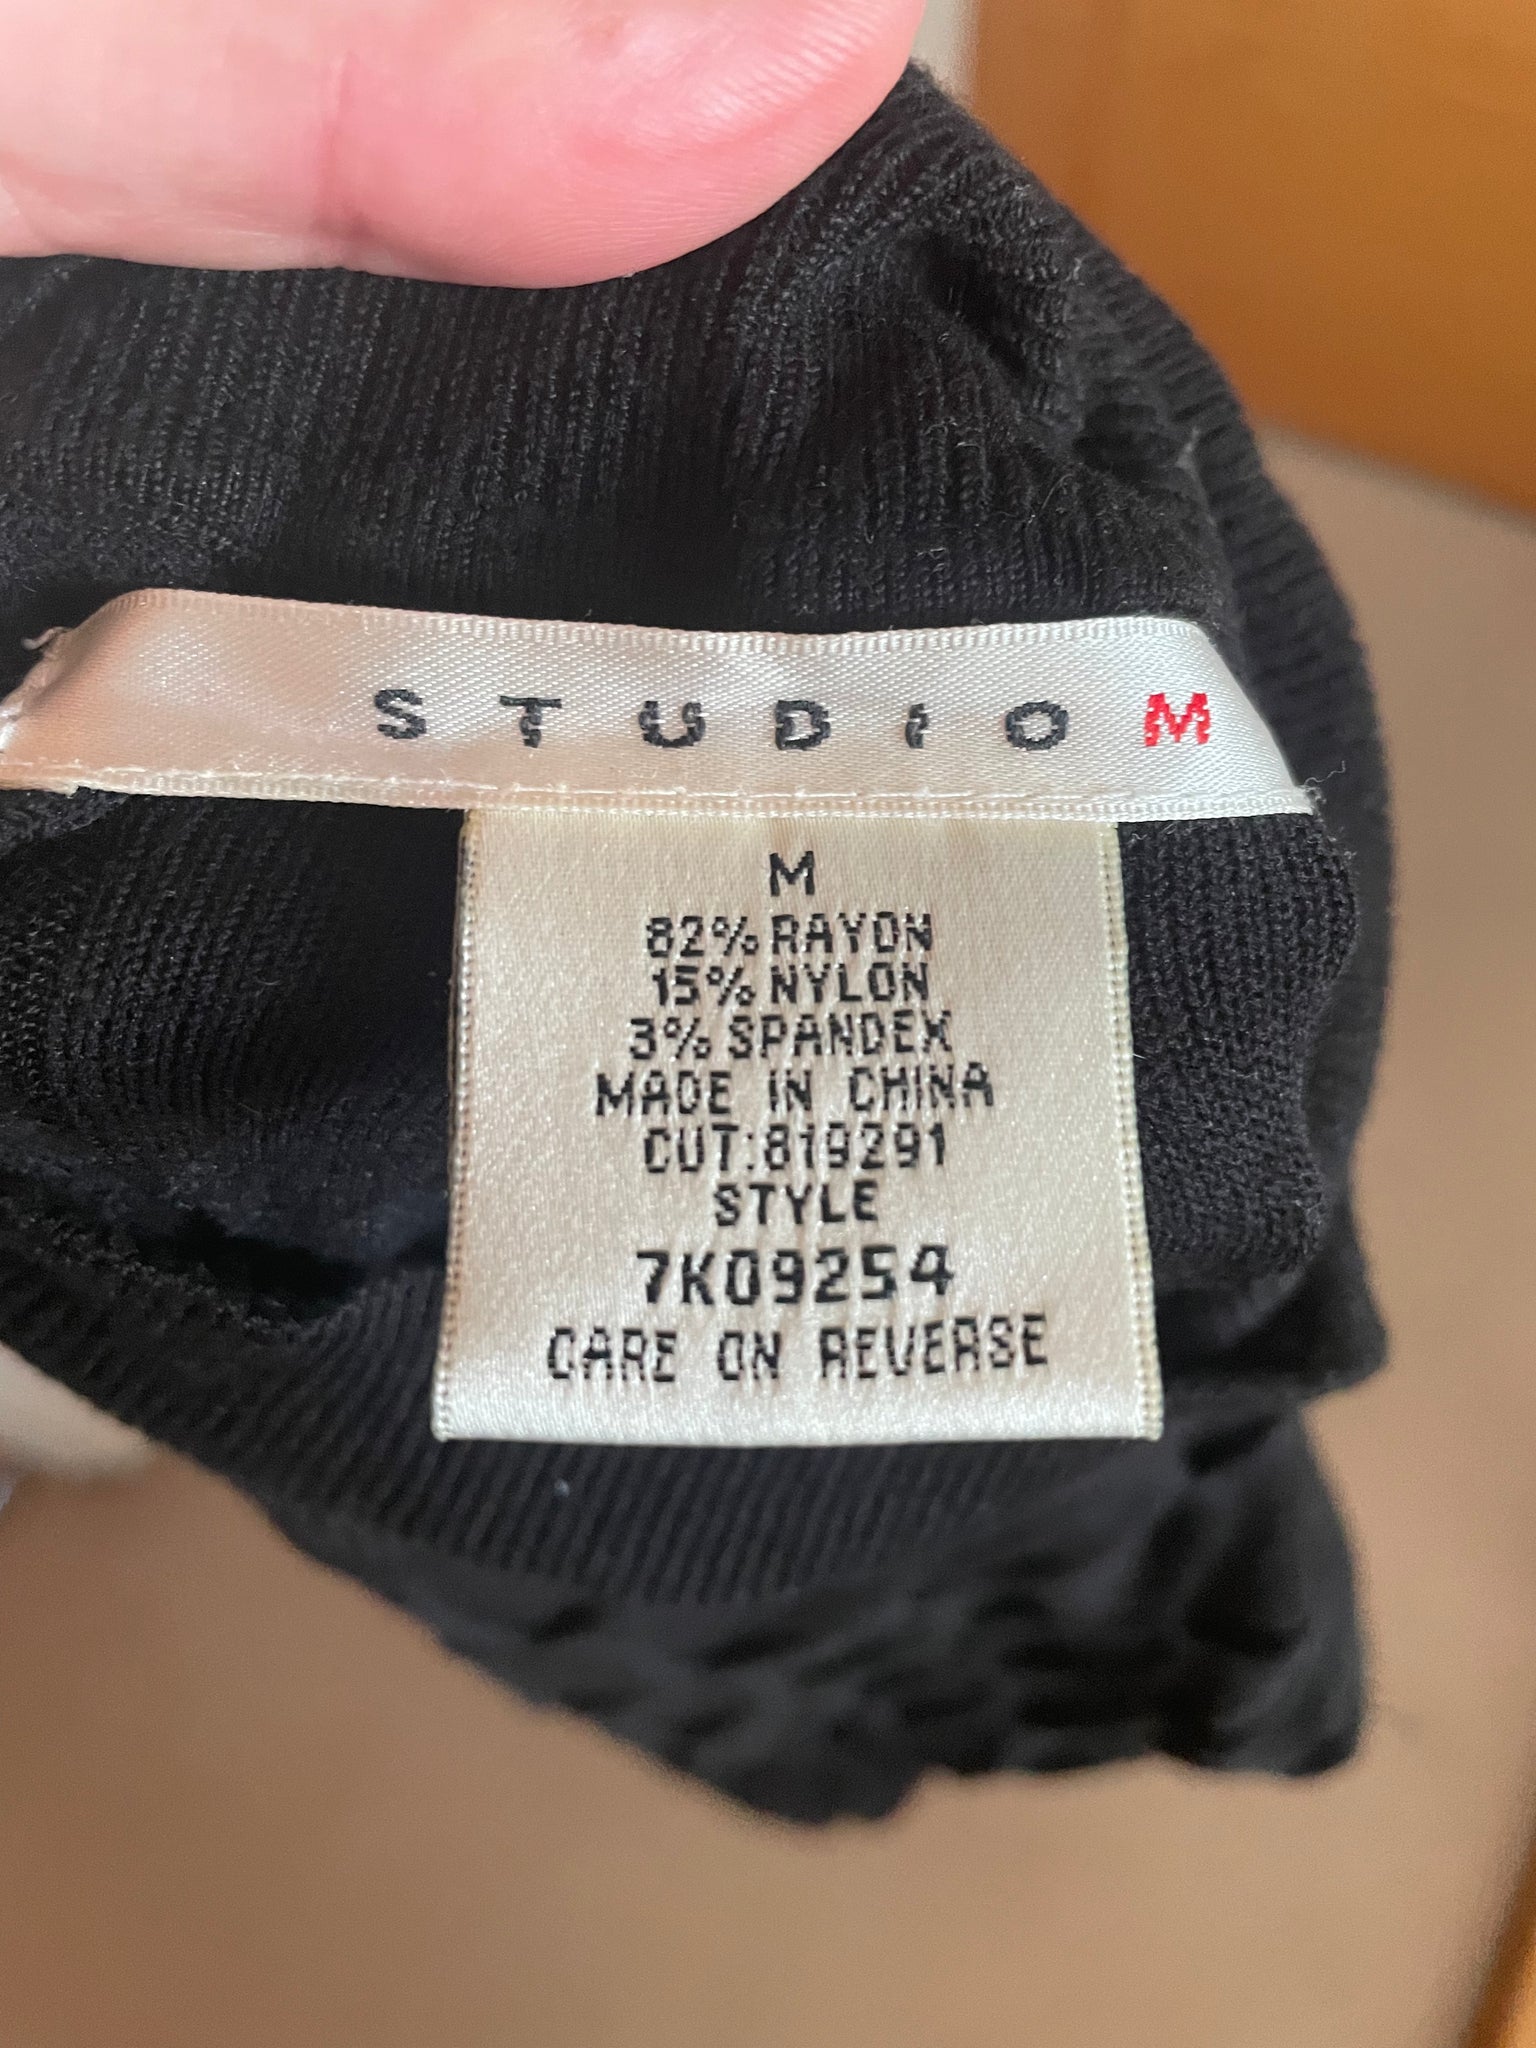 STUDIO M
M
82% RAYON
15% NYLON
3% SPANDEX
MADE IN CHINA
CUT:819291
STYLE
7K09254
CARE ON REVERSE